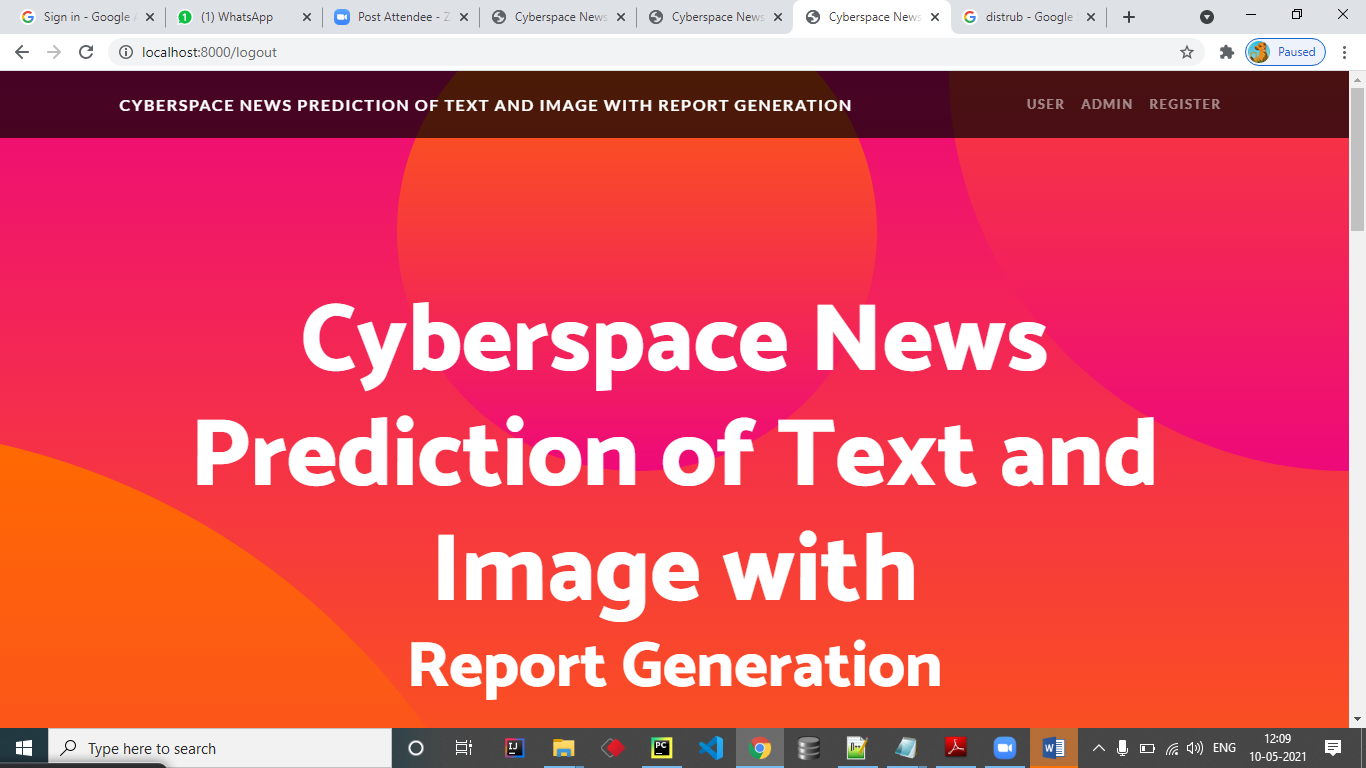 Sign in - Google A
(1) WhatsApp
Post Attendee - Z
Cyberspace News
Cyberspace News
Cyberspace News
distrub - Google
localhost:8000/logout
Paused
CYBERSPACE NEWS PREDICTION OF TEXT AND IMAGE WITH REPORT GENERATION
USER ADMIN REGISTER
Cyberspace News
Prediction of Text and
Image with
Report Generation
Type here to search
ENG
12:09
10-05-2021